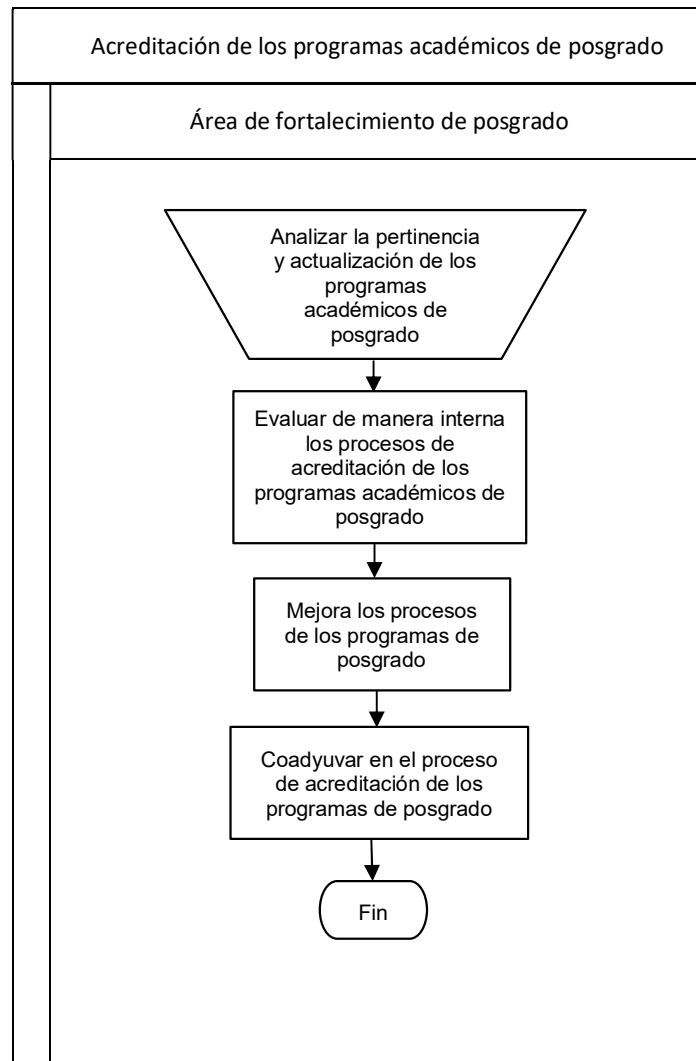 Acreditación de los programas académicos de posgrado
Área de fortalecimiento de posgrado
Analizar la pertinencia
y actualización de los
programas
académicos de
posgrado
Evaluar de manera interna
los procesos de
acreditación de los
programas académicos de
posgrado
Mejora los procesos
de los programas de
posgrado
Coadyuvar en el proceso
de acreditación de los
programas de posgrado
Fin